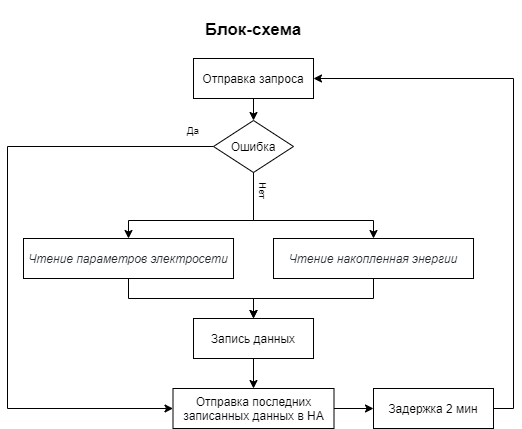 Блок-схема
Отправка запроса
Да
Ошибка
Нет
Чтение параметров электросети
Чтение накопленная энергии
Запись данных
Отправка последних
записанных данных в НА
Задержка 2 мин